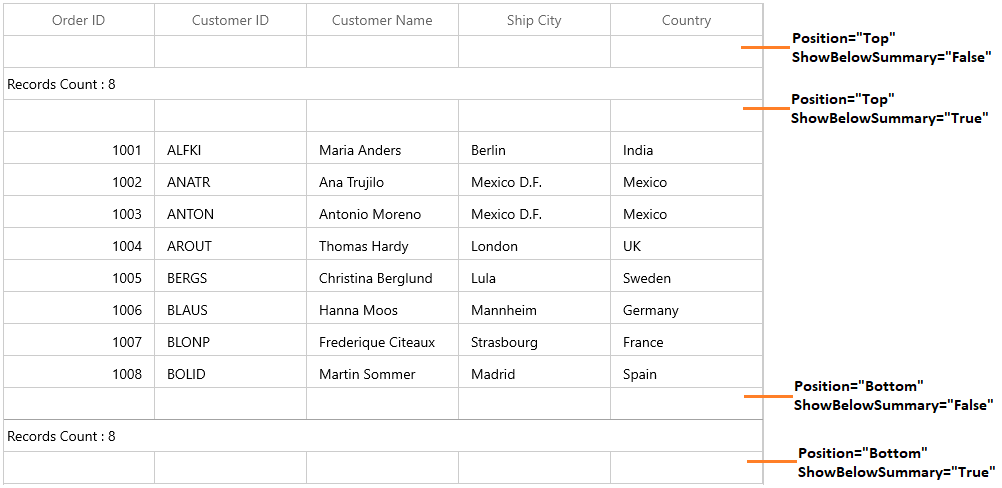 Order ID Customer ID Customer Name Ship City Country
Position="Top"
ShowBelowSummary="False"
Records Count : 8
Position="Top"
ShowBelowSummary="True"
1001 ALFKI Maria Anders Berlin India
1002 ANATR Ana Trujilo Mexico D.F. Mexico
1003 ANTON Antonio Moreno Mexico D.F. Mexico
1004 AROUT Thomas Hardy London UK
1005 BERGS Christina Berglund Lula Sweden
1006 BLAUS Hanna Moos Mannheim Germany
1007 BLONP Frederique Citeaux Strasbourg France
1008 BOLID Martin Sommer Madrid Spain
Position="Bottom"
ShowBelowSummary="False"
Records Count : 8
Position="Bottom"
ShowBelowSummary="True"